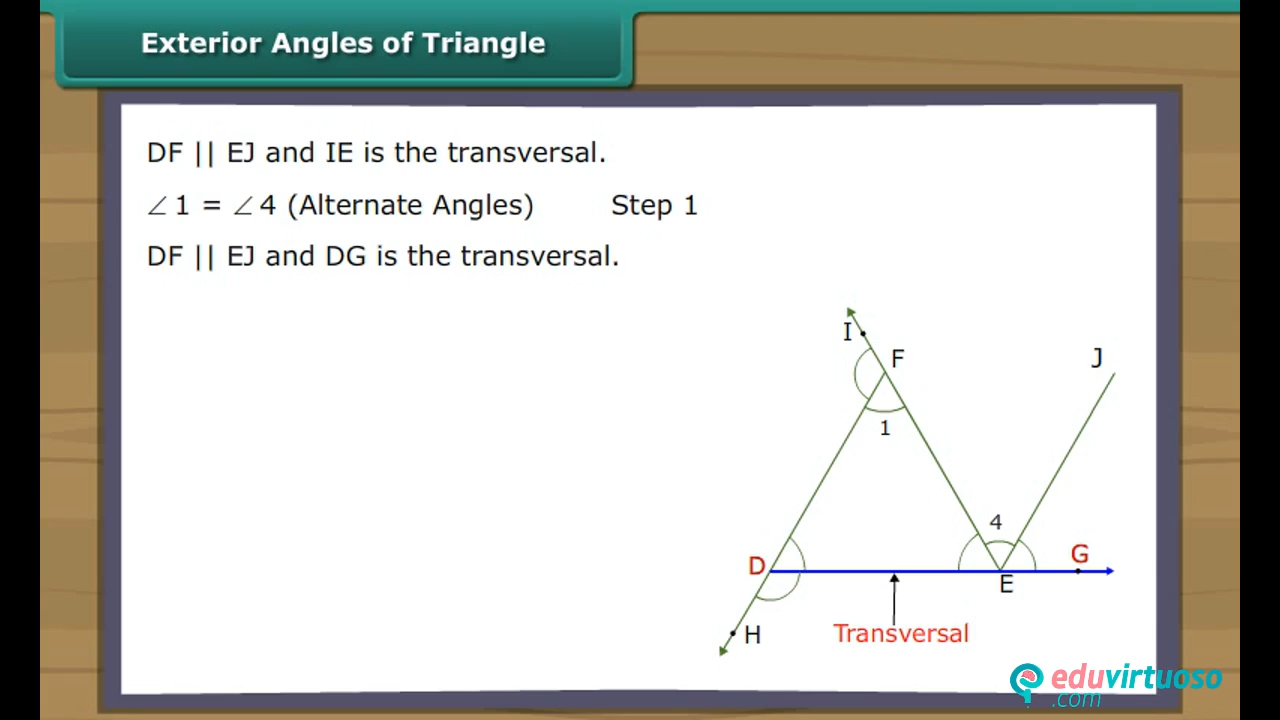 Exterior Angles of Triangle
DF || EJ and IE is the transversal.
∠1 = ∠4 (Alternate Angles) Step 1
DF || EJ and DG is the transversal.
I
F
J
1
4
D
G
E
H
Transversal
eduvirtuoso
.com